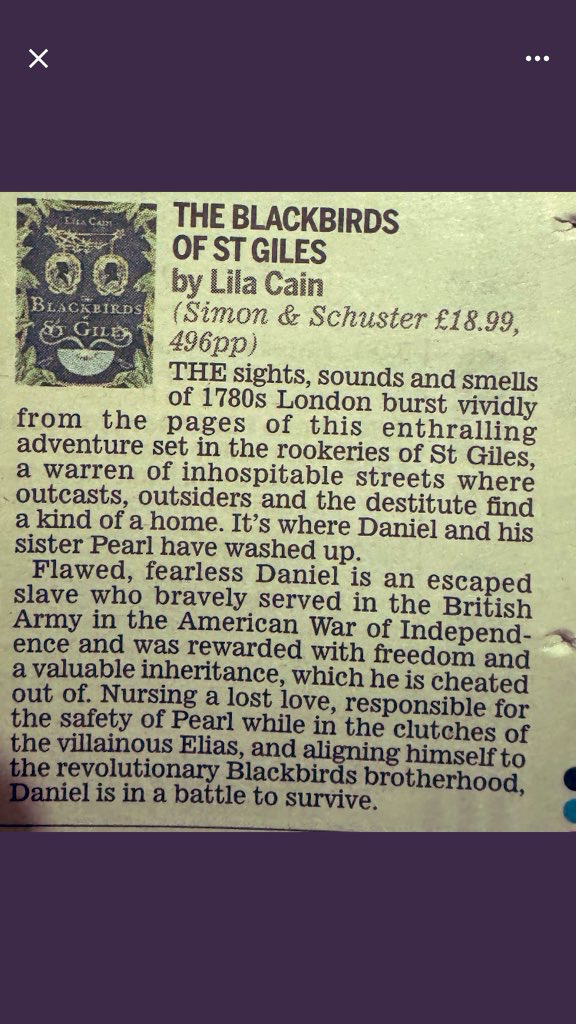 LILA CAIN
THE
BLACKBIRDS
OF
ST GILES
THE BLACKBIRDS
OF ST GILES
by Lila Cain
(Simon & Schuster £18.99,
496pp)
THE sights, sounds and smells
of 1780s London burst vividly
from the pages of this enthralling
adventure set in the rookeries of St Giles,
a warren of inhospitable streets where
outcasts, outsiders and the destitute find
a kind of a home. It's where Daniel and his
sister Pearl have washed up.
Flawed, fearless Daniel is an escaped
slave who bravely served in the British
Army in the American War of Independ-
ence and was rewarded with freedom and
a valuable inheritance, which he is cheated
out of. Nursing a lost love, responsible for
the safety of Pearl while in the clutches of
the villainous Elias, and aligning himself to
the revolutionary Blackbirds brotherhood,
Daniel is in a battle to survive.